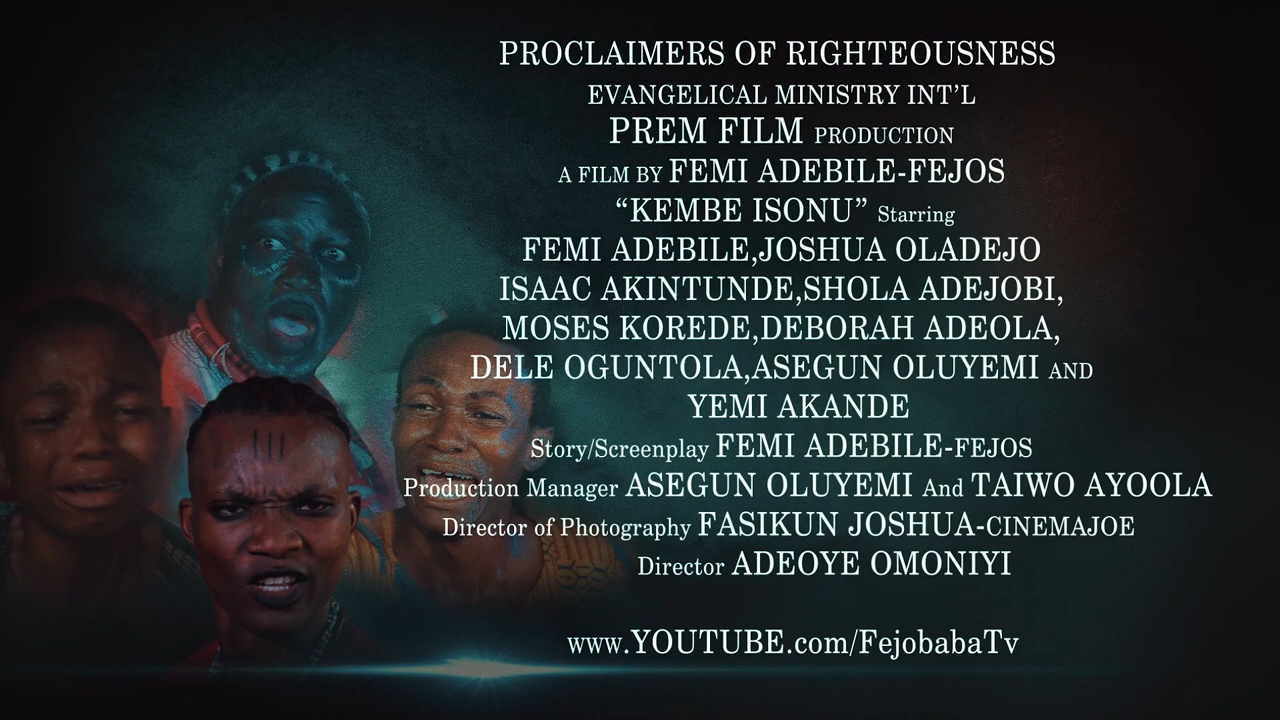 PROCLAIMERS OF RIGHTEOUSNESS
EVANGELICAL MINISTRY INT'L
PREM FILM PRODUCTION
A FILM BY FEMI ADEBILE-FEJOS
“KEMBE ISONU” Starring
FEMI ADEBILE,JOSHUA OLADEJO
ISAAC AKINTUNDE,SHOLA ADEJOBI,
MOSES KOREDE,DEBORAH ADEOLA,
DELE OGUNTOLA,ASEGUN OLUYEMI AND
YEMI AKANDE
Story/Screenplay FEMI ADEBILE-FEJOS
Production Manager ASEGUN OLUYEMI And TAIWO AYOOLA
Director of Photography FASIKUN JOSHUA-CINEMAJOE
Director ADEOYE OMONIYI
www.YOUTUBE.com/FejobabaTv